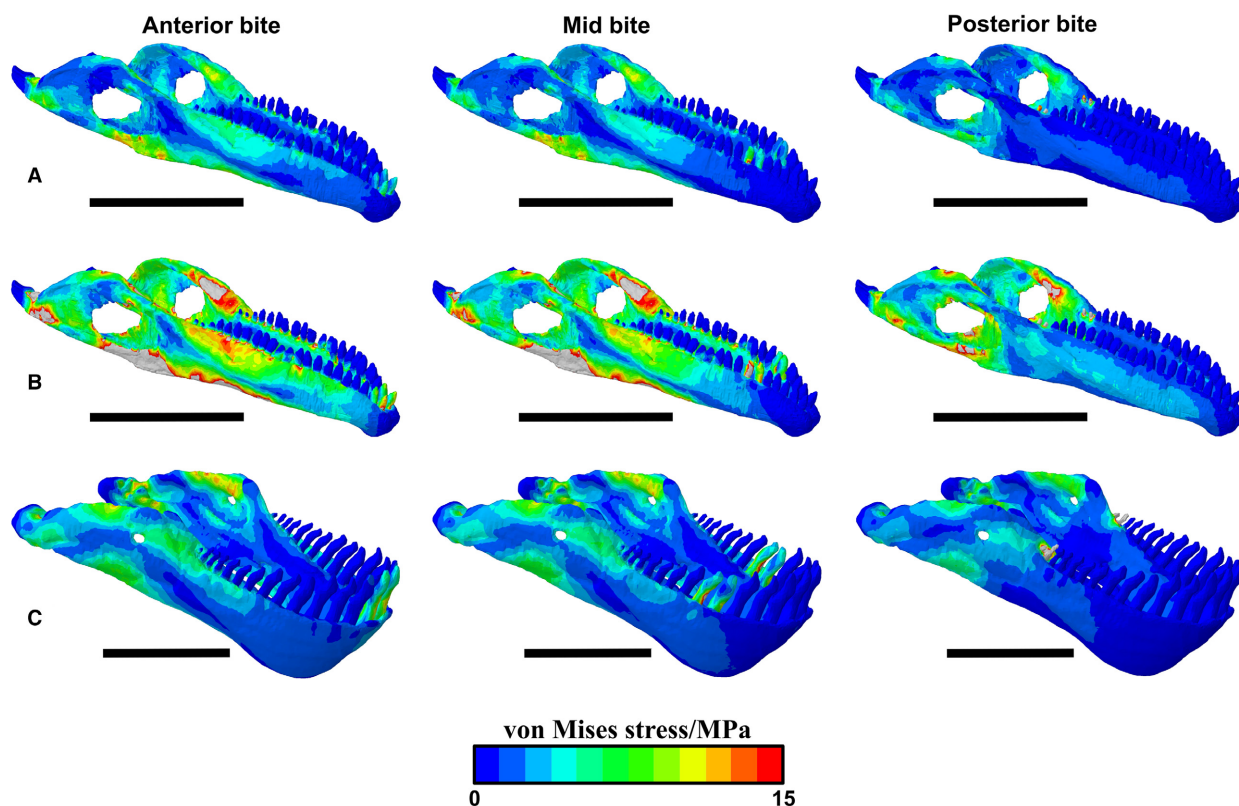 Anterior bite
Mid bite
Posterior bite
A
B
C
von Mises stress/MPa
0
15